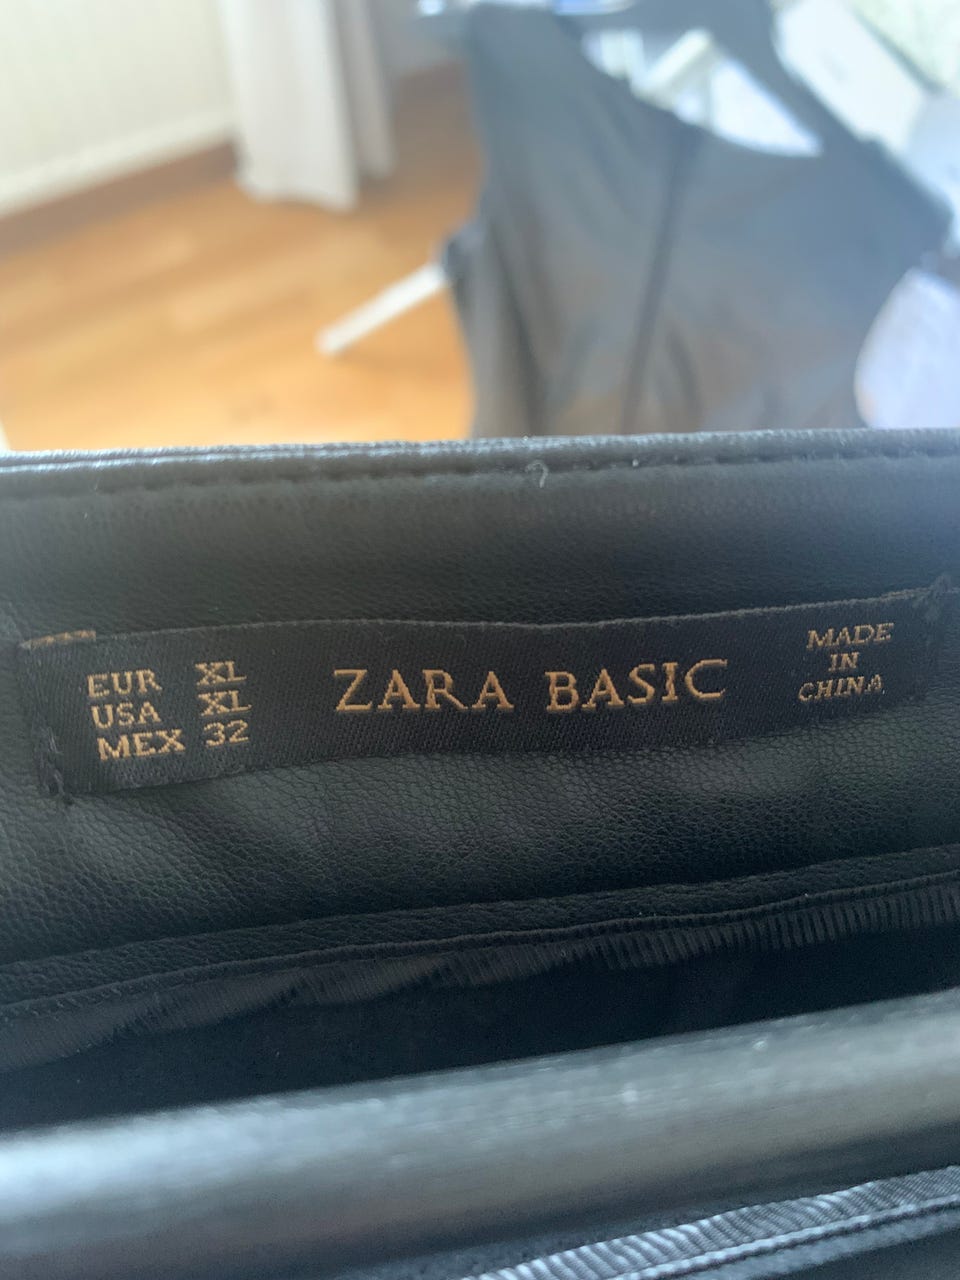 EUR XL
USA XL
MEX 32
ZARA BASIC
MADE
IN
CHINA